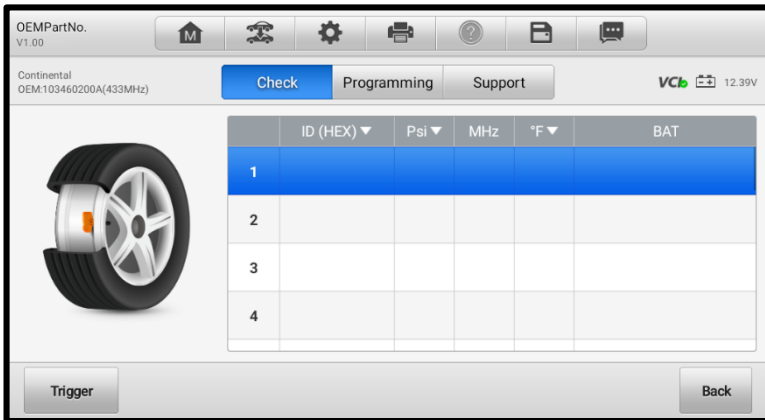 OEMPartNo.
V1.00
M
Continental
OEM:103460200A(433MHz)
Check Programming Support
VCI 12.39V
ID (HEX) ▼ Psi ▼ MHz °F ▼ BAT
1
2
3
4
Trigger Back